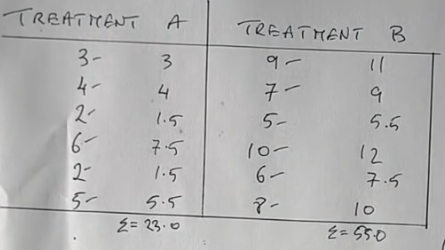 TREATMENT A TREATMENT B
3- 3 9- 11
4- 4 7- 9
2- 1.5 5- 5.5
6- 7.5 10- 12
2- 1.5 6- 7.5
5- 5.5 8- 10
Σ=23.0 Σ=55.0